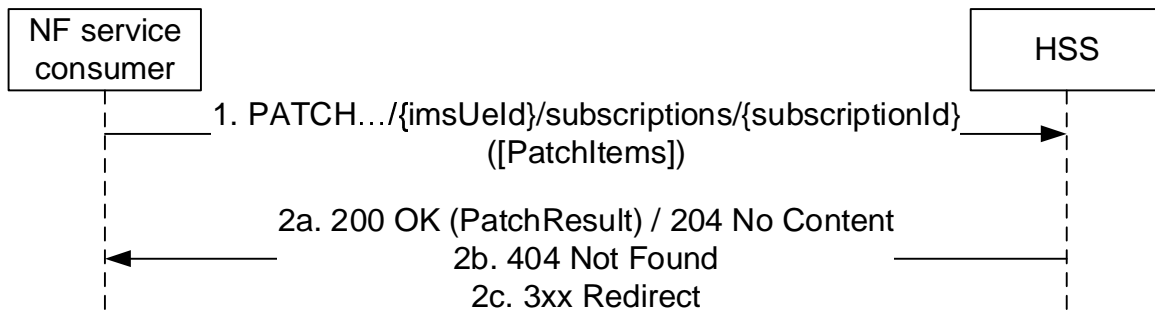 NF service
consumer
HSS
1. PATCH…/{imsUeId}/subscriptions/{subscriptionId}
([PatchItems])
2a. 200 OK (PatchResult) / 204 No Content
2b. 404 Not Found
2c. 3xx Redirect